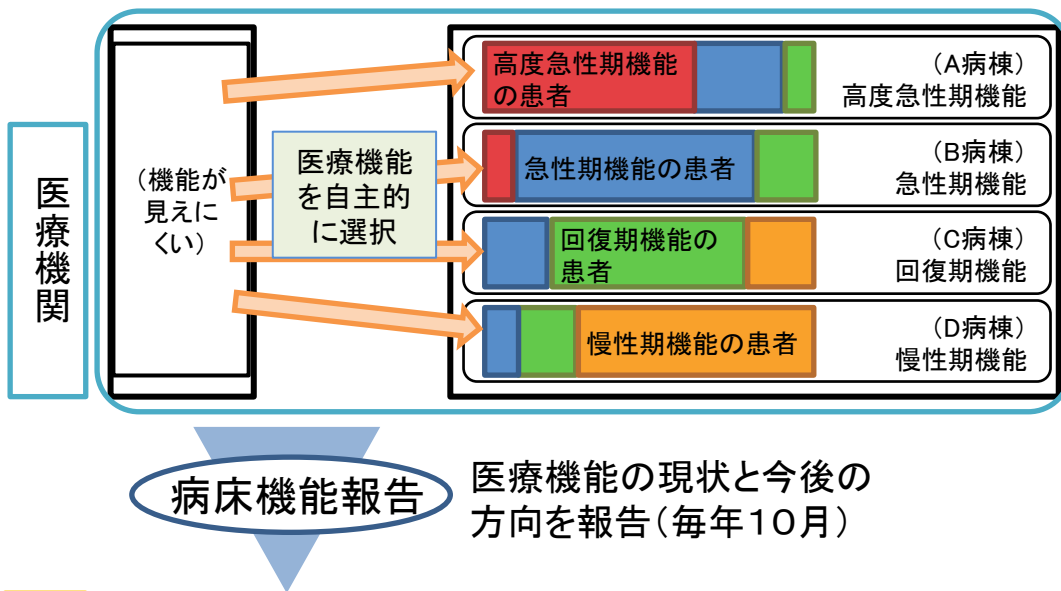 医療機関
(機能が
見えに
くい)
医療機能
を自主的
に選択
高度急性期機能
の患者
(A病棟)
高度急性期機能
急性期機能の患者
(B病棟)
急性期機能
回復期機能の
患者
(C病棟)
回復期機能
慢性期機能の患者
(D病棟)
慢性期機能
病床機能報告
医療機能の現状と今後の
方向を報告(毎年10月)